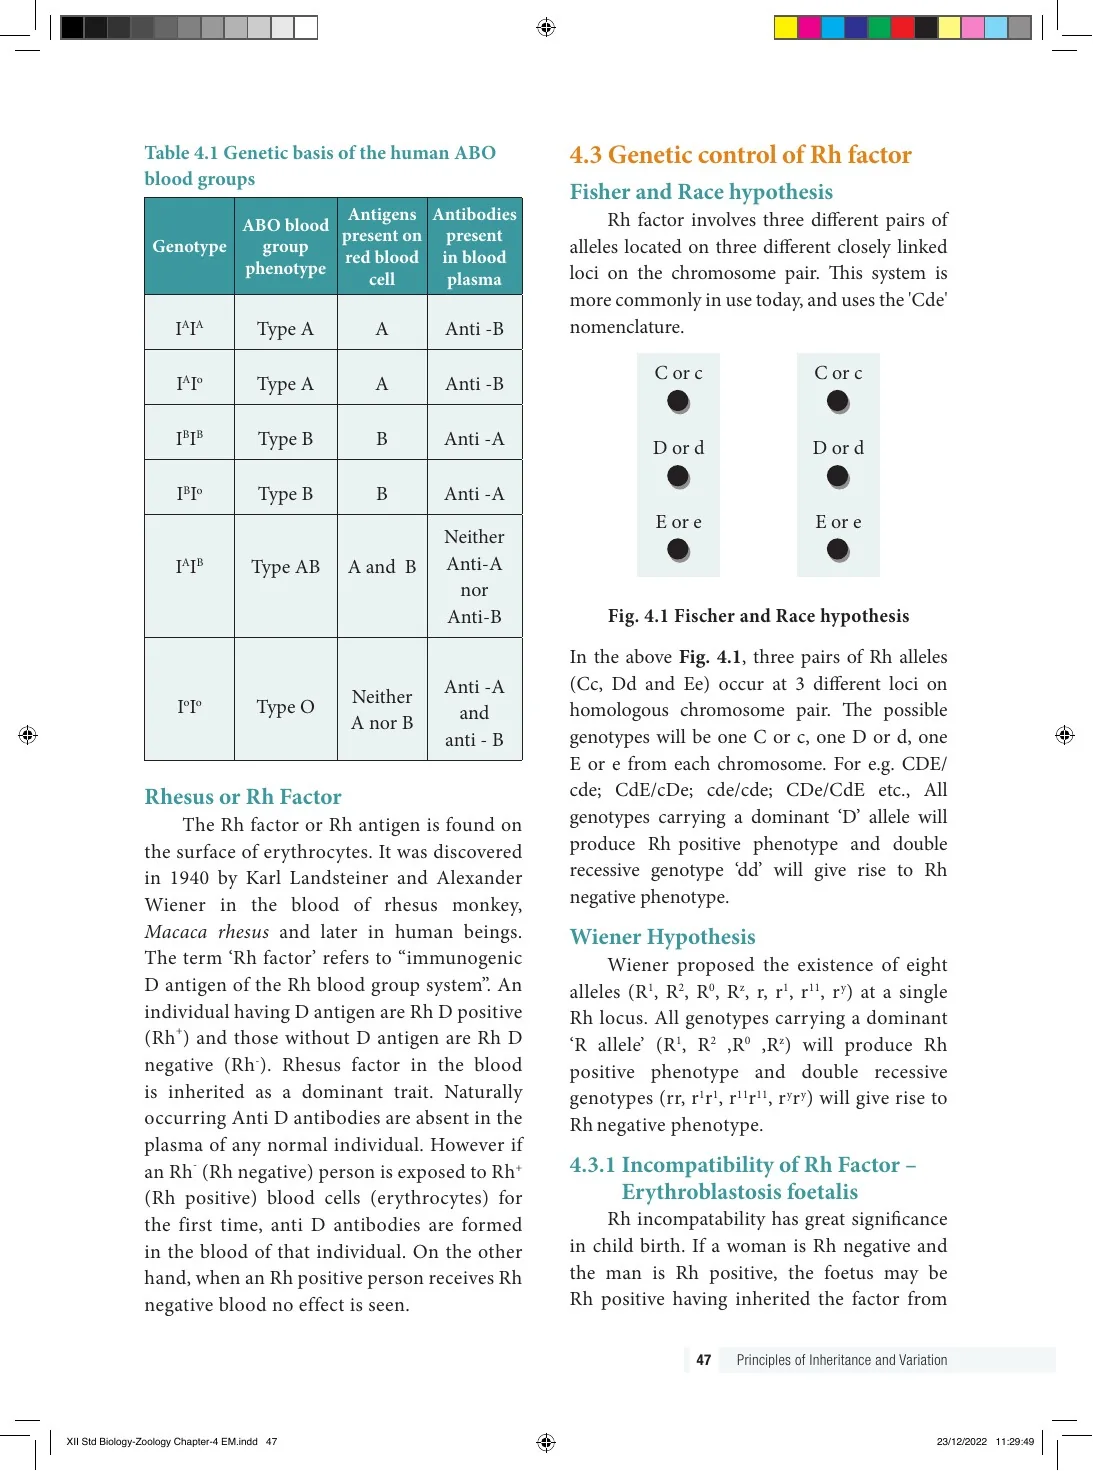 Table 4.1 Genetic basis of the human ABO
blood groups
Genotype
ABO blood
group
phenotype
Antigens
present on
red blood
cell
Antibodies
present
in blood
plasma
IᴬIᴬ Type A A Anti -B
IᴬIº Type A A Anti -B
IᴮIᴮ Type B B Anti -A
IᴮIº Type B B Anti -A
IᴬIᴮ Type AB A and B
Neither
Anti-A
nor
Anti-B
IºIº Type O
Neither
A nor B
Anti -A
and
anti - B
Rhesus or Rh Factor
The Rh factor or Rh antigen is found on
the surface of erythrocytes. It was discovered
in 1940 by Karl Landsteiner and Alexander
Wiener in the blood of rhesus monkey,
Macaca rhesus and later in human beings.
The term ‘Rh factor’ refers to “immunogenic
D antigen of the Rh blood group system”. An
individual having D antigen are Rh D positive
(Rh⁺) and those without D antigen are Rh D
negative (Rh⁻). Rhesus factor in the blood
is inherited as a dominant trait. Naturally
occurring Anti D antibodies are absent in the
plasma of any normal individual. However if
an Rh⁻ (Rh negative) person is exposed to Rh⁺
(Rh positive) blood cells (erythrocytes) for
the first time, anti D antibodies are formed
in the blood of that individual. On the other
hand, when an Rh positive person receives Rh
negative blood no effect is seen.
4.3 Genetic control of Rh factor
Fisher and Race hypothesis
Rh factor involves three different pairs of
alleles located on three different closely linked
loci on the chromosome pair. This system is
more commonly in use today, and uses the 'Cde'
nomenclature.
C or c C or c
D or d D or d
E or e E or e
Fig. 4.1 Fischer and Race hypothesis
In the above Fig. 4.1, three pairs of Rh alleles
(Cc, Dd and Ee) occur at 3 different loci on
homologous chromosome pair. The possible
genotypes will be one C or c, one D or d, one
E or e from each chromosome. For e.g. CDE/
cde; CdE/cDe; cde/cde; CDe/CdE etc., All
genotypes carrying a dominant ‘D’ allele will
produce Rh positive phenotype and double
recessive genotype ‘dd’ will give rise to Rh
negative phenotype.
Wiener Hypothesis
Wiener proposed the existence of eight
alleles (R¹, R², R⁰, Rᶻ, r, r¹, r¹¹, rʸ) at a single
Rh locus. All genotypes carrying a dominant
‘R allele’ (R¹, R² ,R⁰ ,Rᶻ) will produce Rh
positive phenotype and double recessive
genotypes (rr, r¹r¹, r¹¹r¹¹, rʸrʸ) will give rise to
Rh negative phenotype.
4.3.1 Incompatibility of Rh Factor –
Erythroblastosis foetalis
Rh incompatability has great significance
in child birth. If a woman is Rh negative and
the man is Rh positive, the foetus may be
Rh positive having inherited the factor from
47 Principles of Inheritance and Variation
XII Std Biology-Zoology Chapter-4 EM.indd 47 23/12/2022 11:29:49